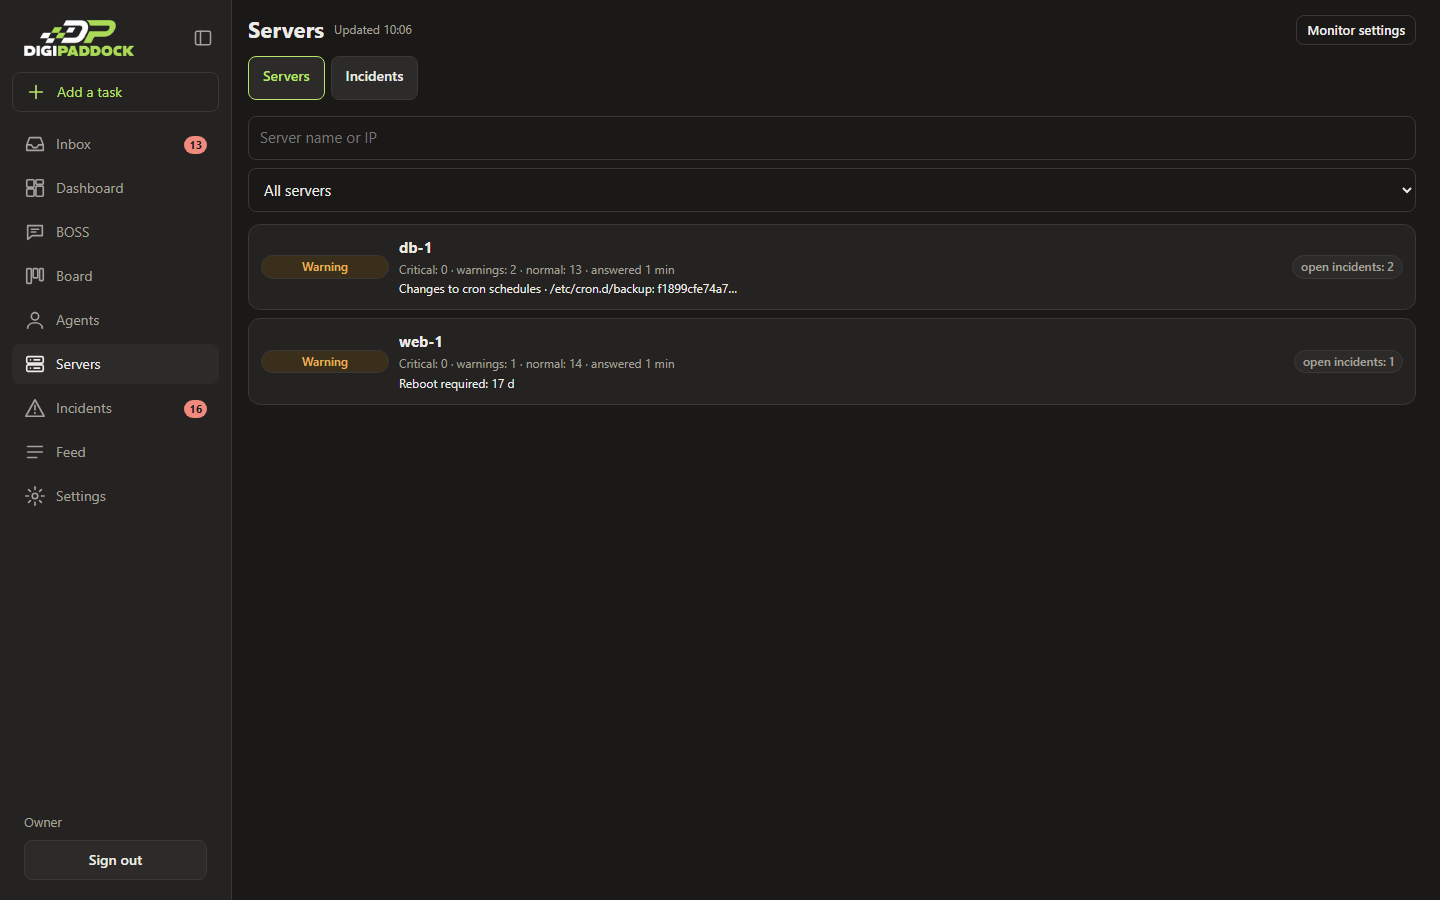 DP
DIGIPADDOCK
Add a task
Inbox 13
Dashboard
BOSS
Board
Agents
Servers
Incidents 16
Feed
Settings
Owner
Sign out
Servers Updated 10:06
Monitor settings
Servers Incidents
Server name or IP
All servers
Warning
db-1
Critical: 0 · warnings: 2 · normal: 13 · answered 1 min
Changes to cron schedules · /etc/cron.d/backup: f1899cfe74a7...
open incidents: 2
Warning
web-1
Critical: 0 · warnings: 1 · normal: 14 · answered 1 min
Reboot required: 17 d
open incidents: 1